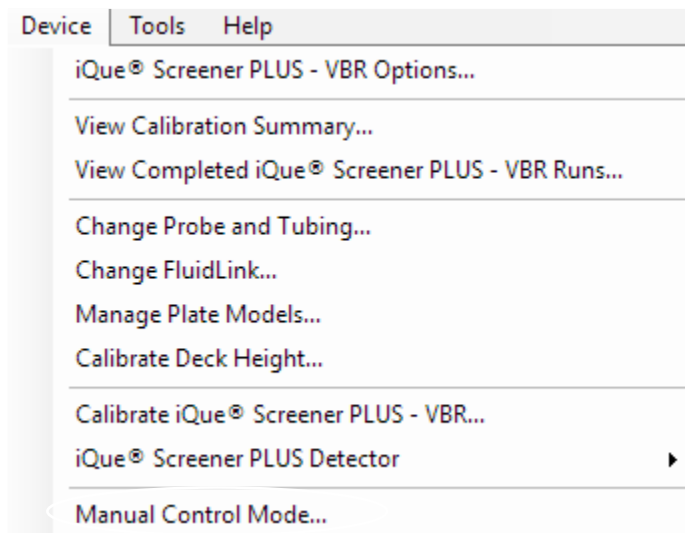 Device Tools Help
iQue® Screener PLUS - VBR Options...
View Calibration Summary...
View Completed iQue® Screener PLUS - VBR Runs...
Change Probe and Tubing...
Change FluidLink...
Manage Plate Models...
Calibrate Deck Height...
Calibrate iQue® Screener PLUS - VBR...
iQue® Screener PLUS Detector
Manual Control Mode...